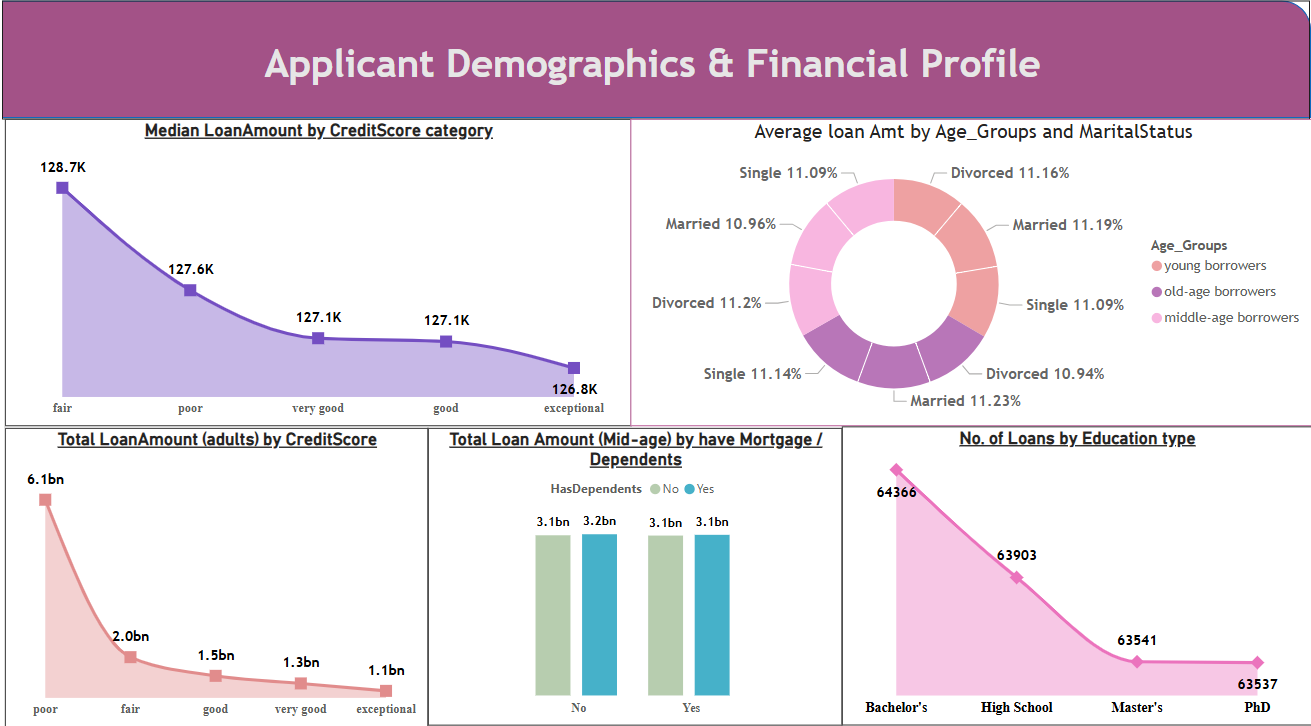 Applicant Demographics & Financial Profile
Median LoanAmount by CreditScore category
128.7K
127.6K
127.1K
127.1K
126.8K
fair
poor
very good
good
exceptional
Average loan Amt by Age_Groups and MaritalStatus
Single 11.09%
Divorced 11.16%
Married 10.96%
Married 11.19%
Divorced 11.2%
Single 11.09%
Single 11.14%
Divorced 10.94%
Married 11.23%
Age_Groups
young borrowers
old-age borrowers
middle-age borrowers
Total LoanAmount (adults) by CreditScore
6.1bn
2.0bn
1.5bn
1.3bn
1.1bn
poor
fair
good
very good
exceptional
Total Loan Amount (Mid-age) by have Mortgage /
Dependents
HasDependents No Yes
3.1bn
3.2bn
3.1bn
3.1bn
No
Yes
No. of Loans by Education type
64366
63903
63541
63537
Bachelor's
High School
Master's
PhD